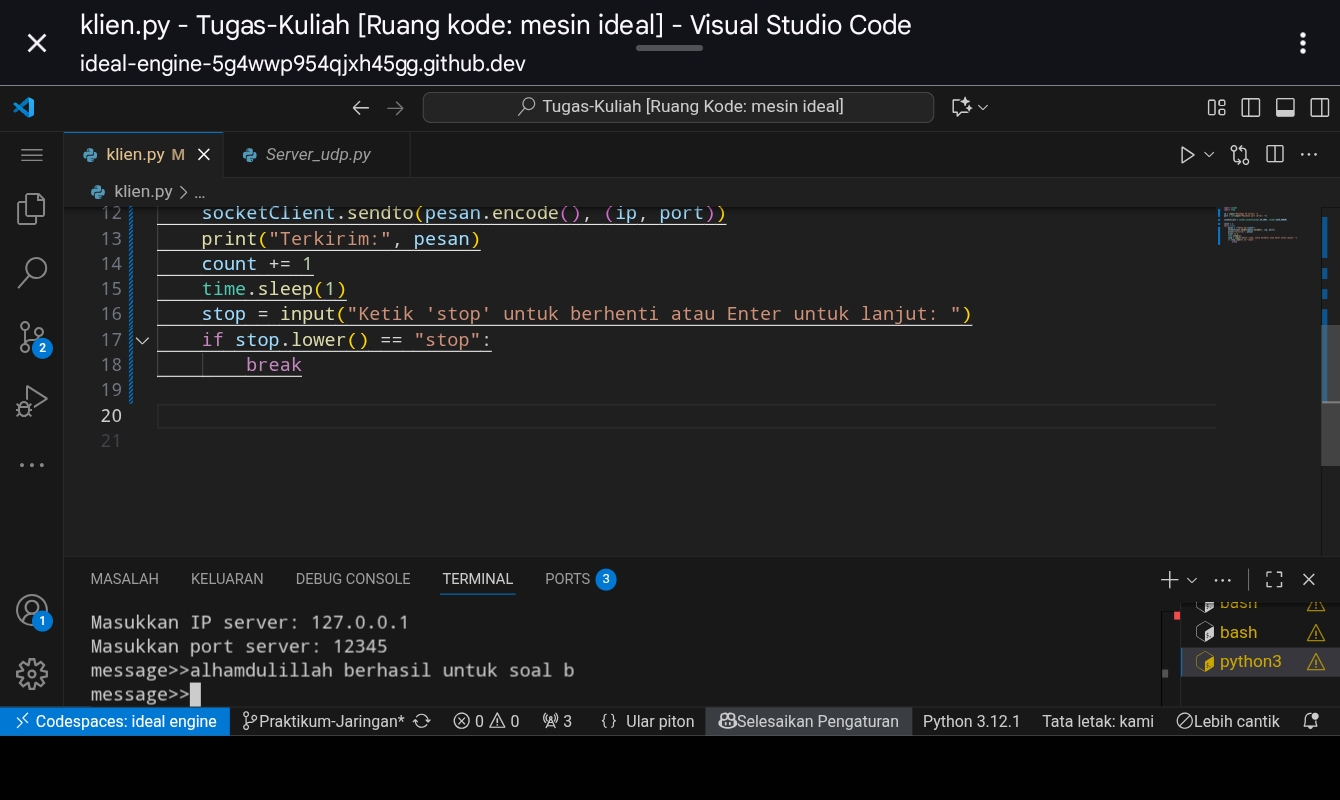 klien.py - Tugas-Kuliah [Ruang kode: mesin ideal] - Visual Studio Code
ideal-engine-5g4wwp954qjxh45gg.github.dev
Tugas-Kuliah [Ruang Kode: mesin ideal]
klien.py M
Server_udp.py
klien.py > ...
12 socketClient.sendto(pesan.encode(), (ip, port))
13 print("Terkirim:", pesan)
14 count += 1
15 time.sleep(1)
16 stop = input("Ketik 'stop' untuk berhenti atau Enter untuk lanjut: ")
17 if stop.lower() == "stop":
18 break
19
20
21
2
1
MASALAH KELUARAN DEBUG CONSOLE TERMINAL PORTS 3
Masukkan IP server: 127.0.0.1
Masukkan port server: 12345
message>>alhamdulillah berhasil untuk soal b
message>>
bash
bash
python3
Codespaces: ideal engine Praktikum-Jaringan* 0 0 3 {} Ular piton Selesaikan Pengaturan Python 3.12.1 Tata letak: kami Lebih cantik